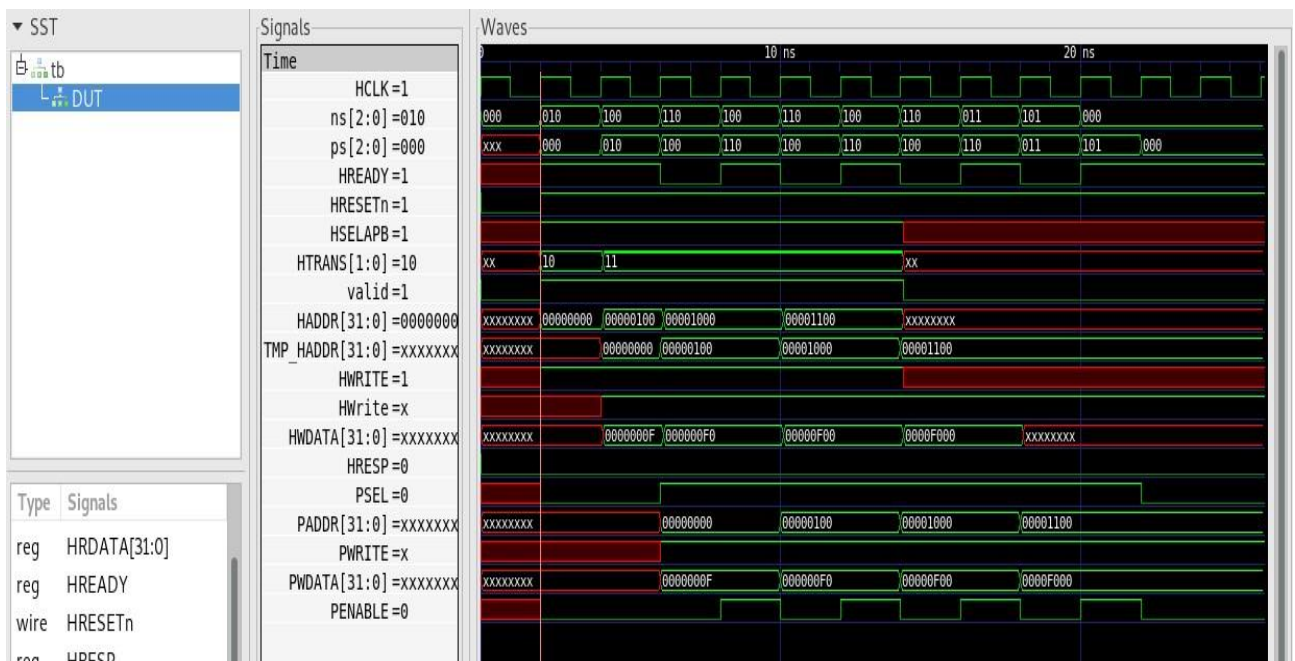 ▼ SST
tb
DUT
Type Signals
reg HRDATA[31:0]
reg HREADY
wire HRESETn
reg HRESP
Signals
Time
HCLK =1
ns[2:0] =010
ps[2:0] =000
HREADY =1
HRESETn =1
HSELAPB =1
HTRANS[1:0] =10
valid =1
HADDR[31:0] =0000000
TMP_HADDR[31:0] =xxxxxxx
HWRITE =1
HWrite =x
HWDATA[31:0] =xxxxxxx
HRESP =0
PSEL =0
PADDR[31:0] =xxxxxxx
PWRITE =x
PWDATA[31:0] =xxxxxxx
PENABLE =0
Waves
10 ns 20 ns
000 010 100 110 100 110 100 110 011 101 000
xxx 000 010 100 110 100 110 100 110 011 101 000
xx 10 11 xx
xxxxxxxx 00000000 00000100 00001000 00001100 xxxxxxxx
xxxxxxxx 00000000 00000100 00001000 00001100
xxxxxxxx 0000000F 000000F0 00000F00 0000F000 xxxxxxxx
xxxxxxxx 00000000 00000100 00001000 00001100
xxxxxxxx 0000000F 000000F0 00000F00 0000F000